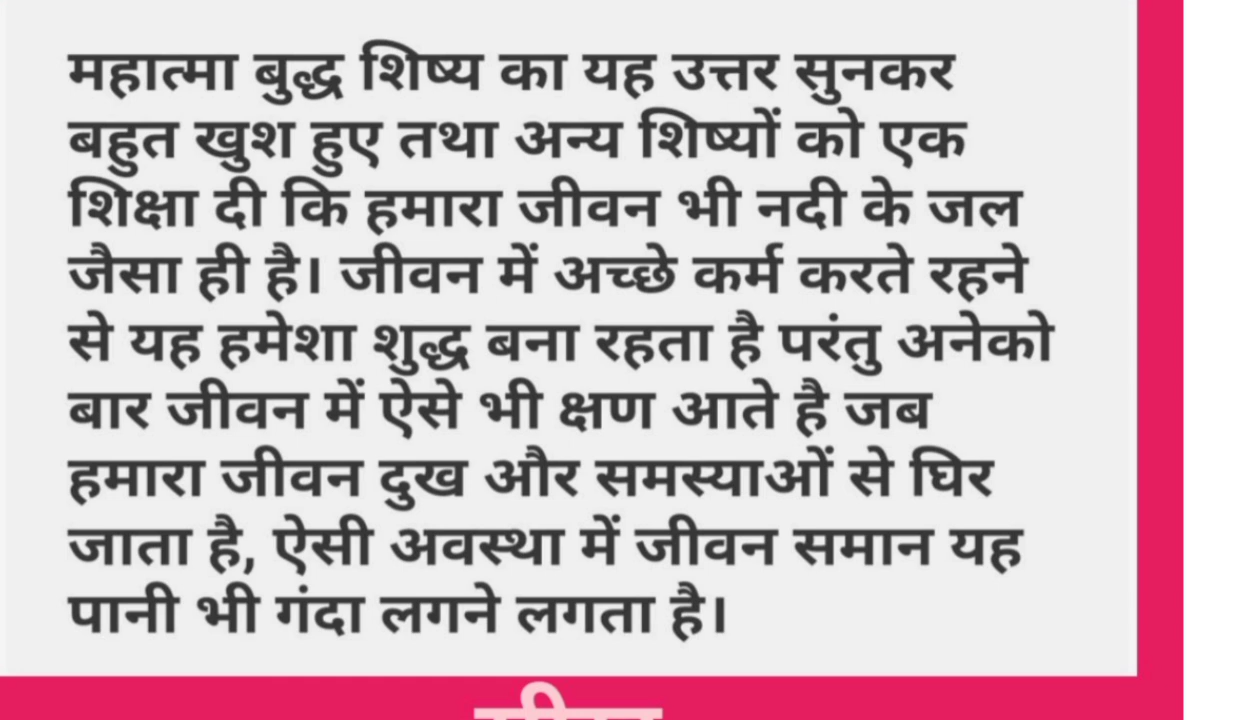 महात्मा बुद्ध शिष्य का यह उत्तर सुनकर
बहुत खुश हुए तथा अन्य शिष्यों को एक
शिक्षा दी कि हमारा जीवन भी नदी के जल
जैसा ही है। जीवन में अच्छे कर्म करते रहने
से यह हमेशा शुद्ध बना रहता है परंतु अनेको
बार जीवन में ऐसे भी क्षण आते है जब
हमारा जीवन दुख और समस्याओं से घिर
जाता है, ऐसी अवस्था में जीवन समान यह
पानी भी गंदा लगने लगता है।